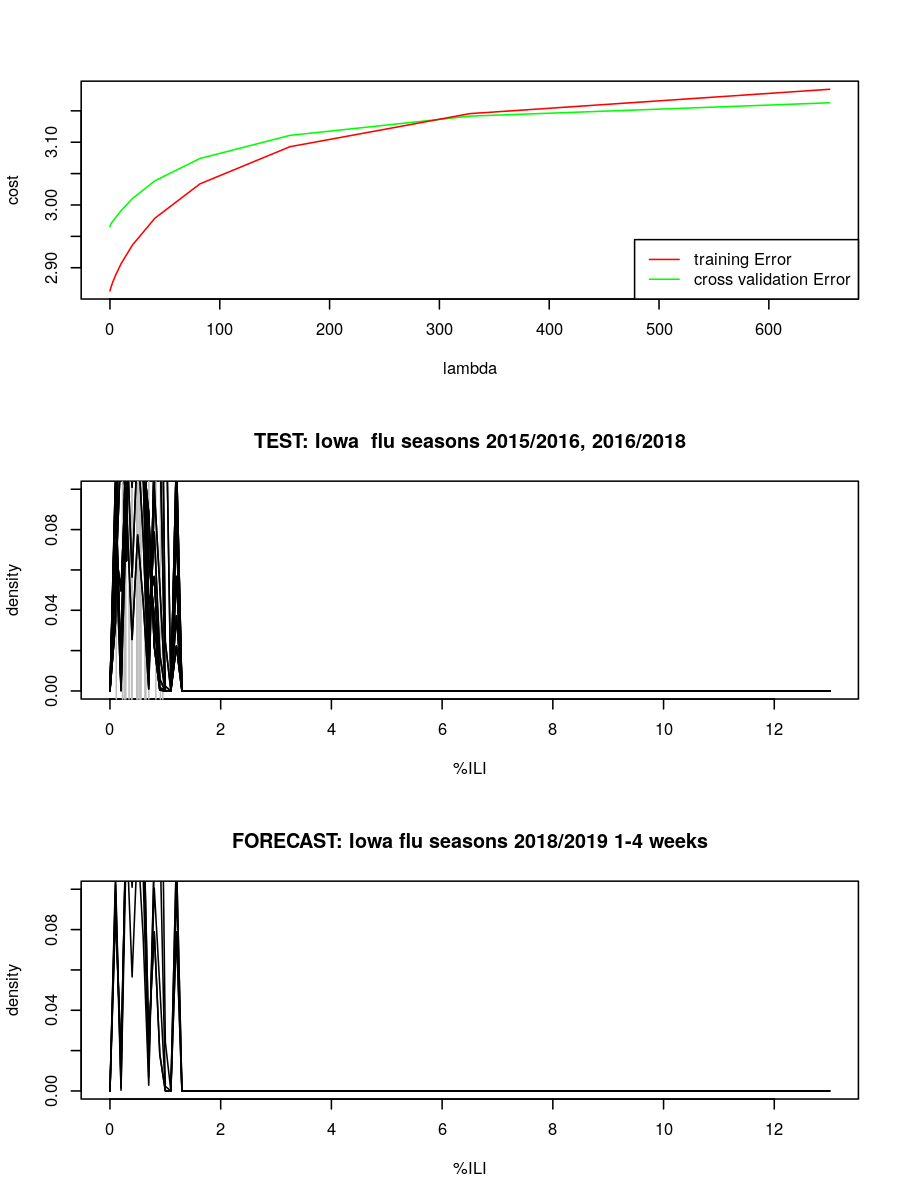 cost
2.90 3.00 3.10
training Error
cross validation Error
0 100 200 300 400 500 600
lambda
TEST: Iowa  flu seasons 2015/2016, 2016/2018
density
0.00 0.04 0.08
0 2 4 6 8 10 12
%ILI
FORECAST: Iowa flu seasons 2018/2019 1-4 weeks
density
0.00 0.04 0.08
0 2 4 6 8 10 12
%ILI